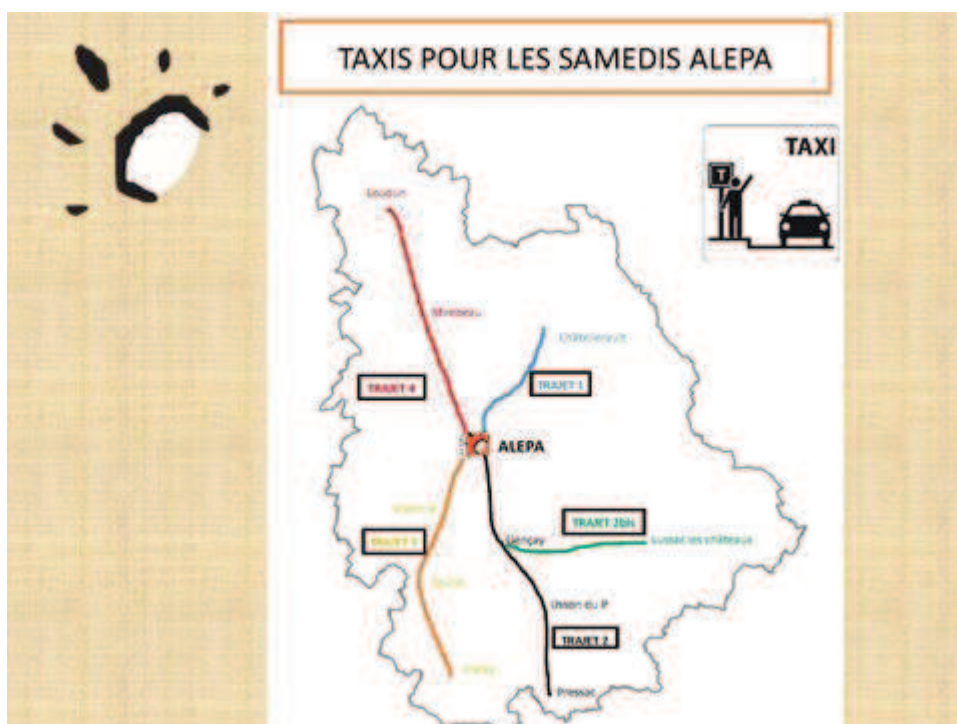 TAXIS POUR LES SAMEDIS ALEPA
TAXI
T
Loudun
Mirebeau
Châtellerault
TRAJET 4
TRAJET 1
ALEPA
TRAJET 2bis
Gençay
Lussac les châteaux
TRAJET 3
Usson du P
TRAJET 2
Pressac